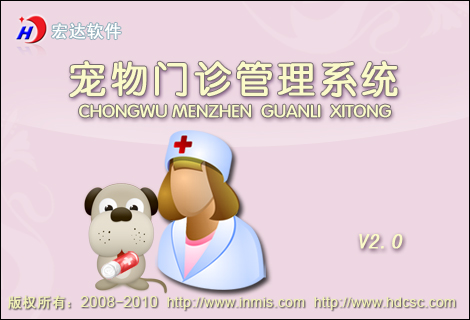 H 宏达软件
宠物门诊管理系统
CHONGWU MENZHEN GUANLI XITONG
V2.0
版权所有：2008-2010 http://www.inmis.com http://www.hdcsc.com